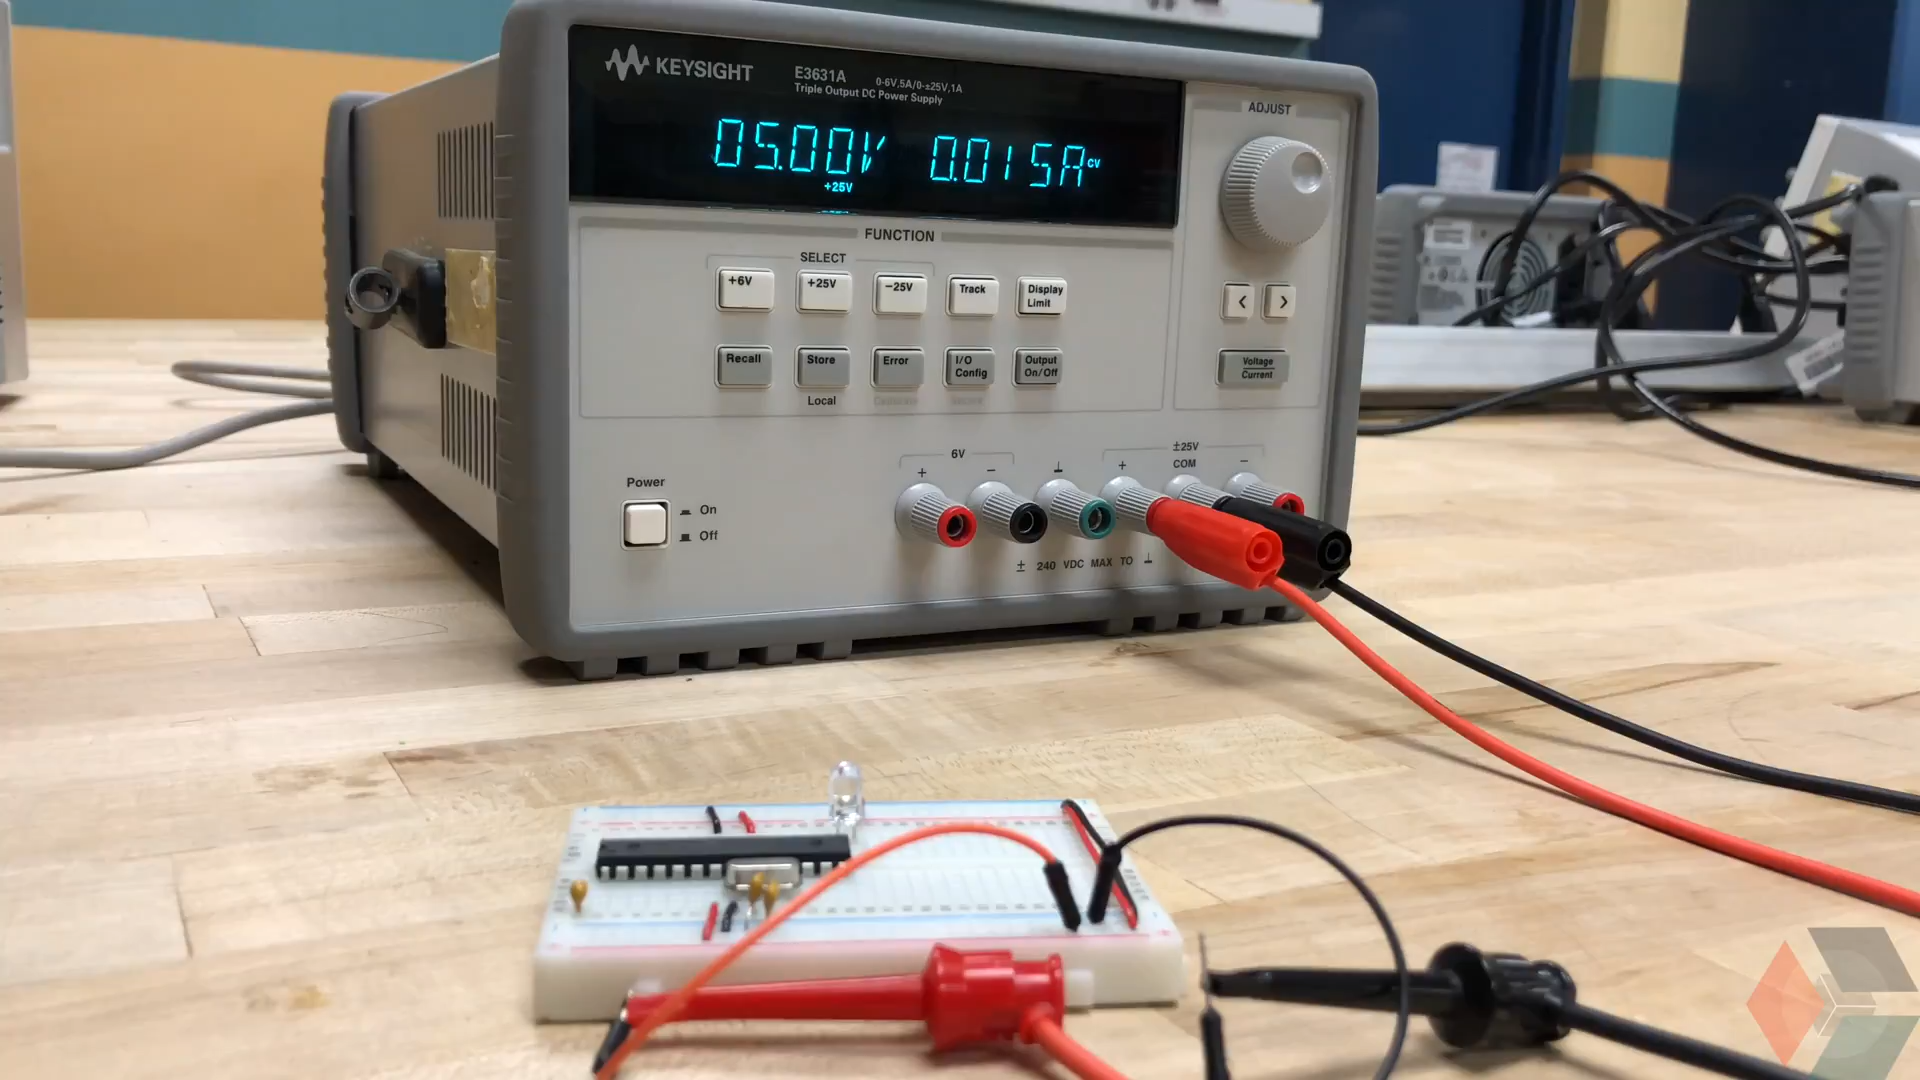 KEYSIGHT
E3631A 0-6V,5A/0-±25V,1A
Triple Output DC Power Supply
05.00V 0.015A CV
+25V
ADJUST
FUNCTION
SELECT
+6V +25V -25V Track Display Limit
Recall Store Error I/O Config Output On/Off
Local
Voltage
Current
Power
On
Off
6V
+ -
±25V
+ COM -
± 240 VDC MAX TO